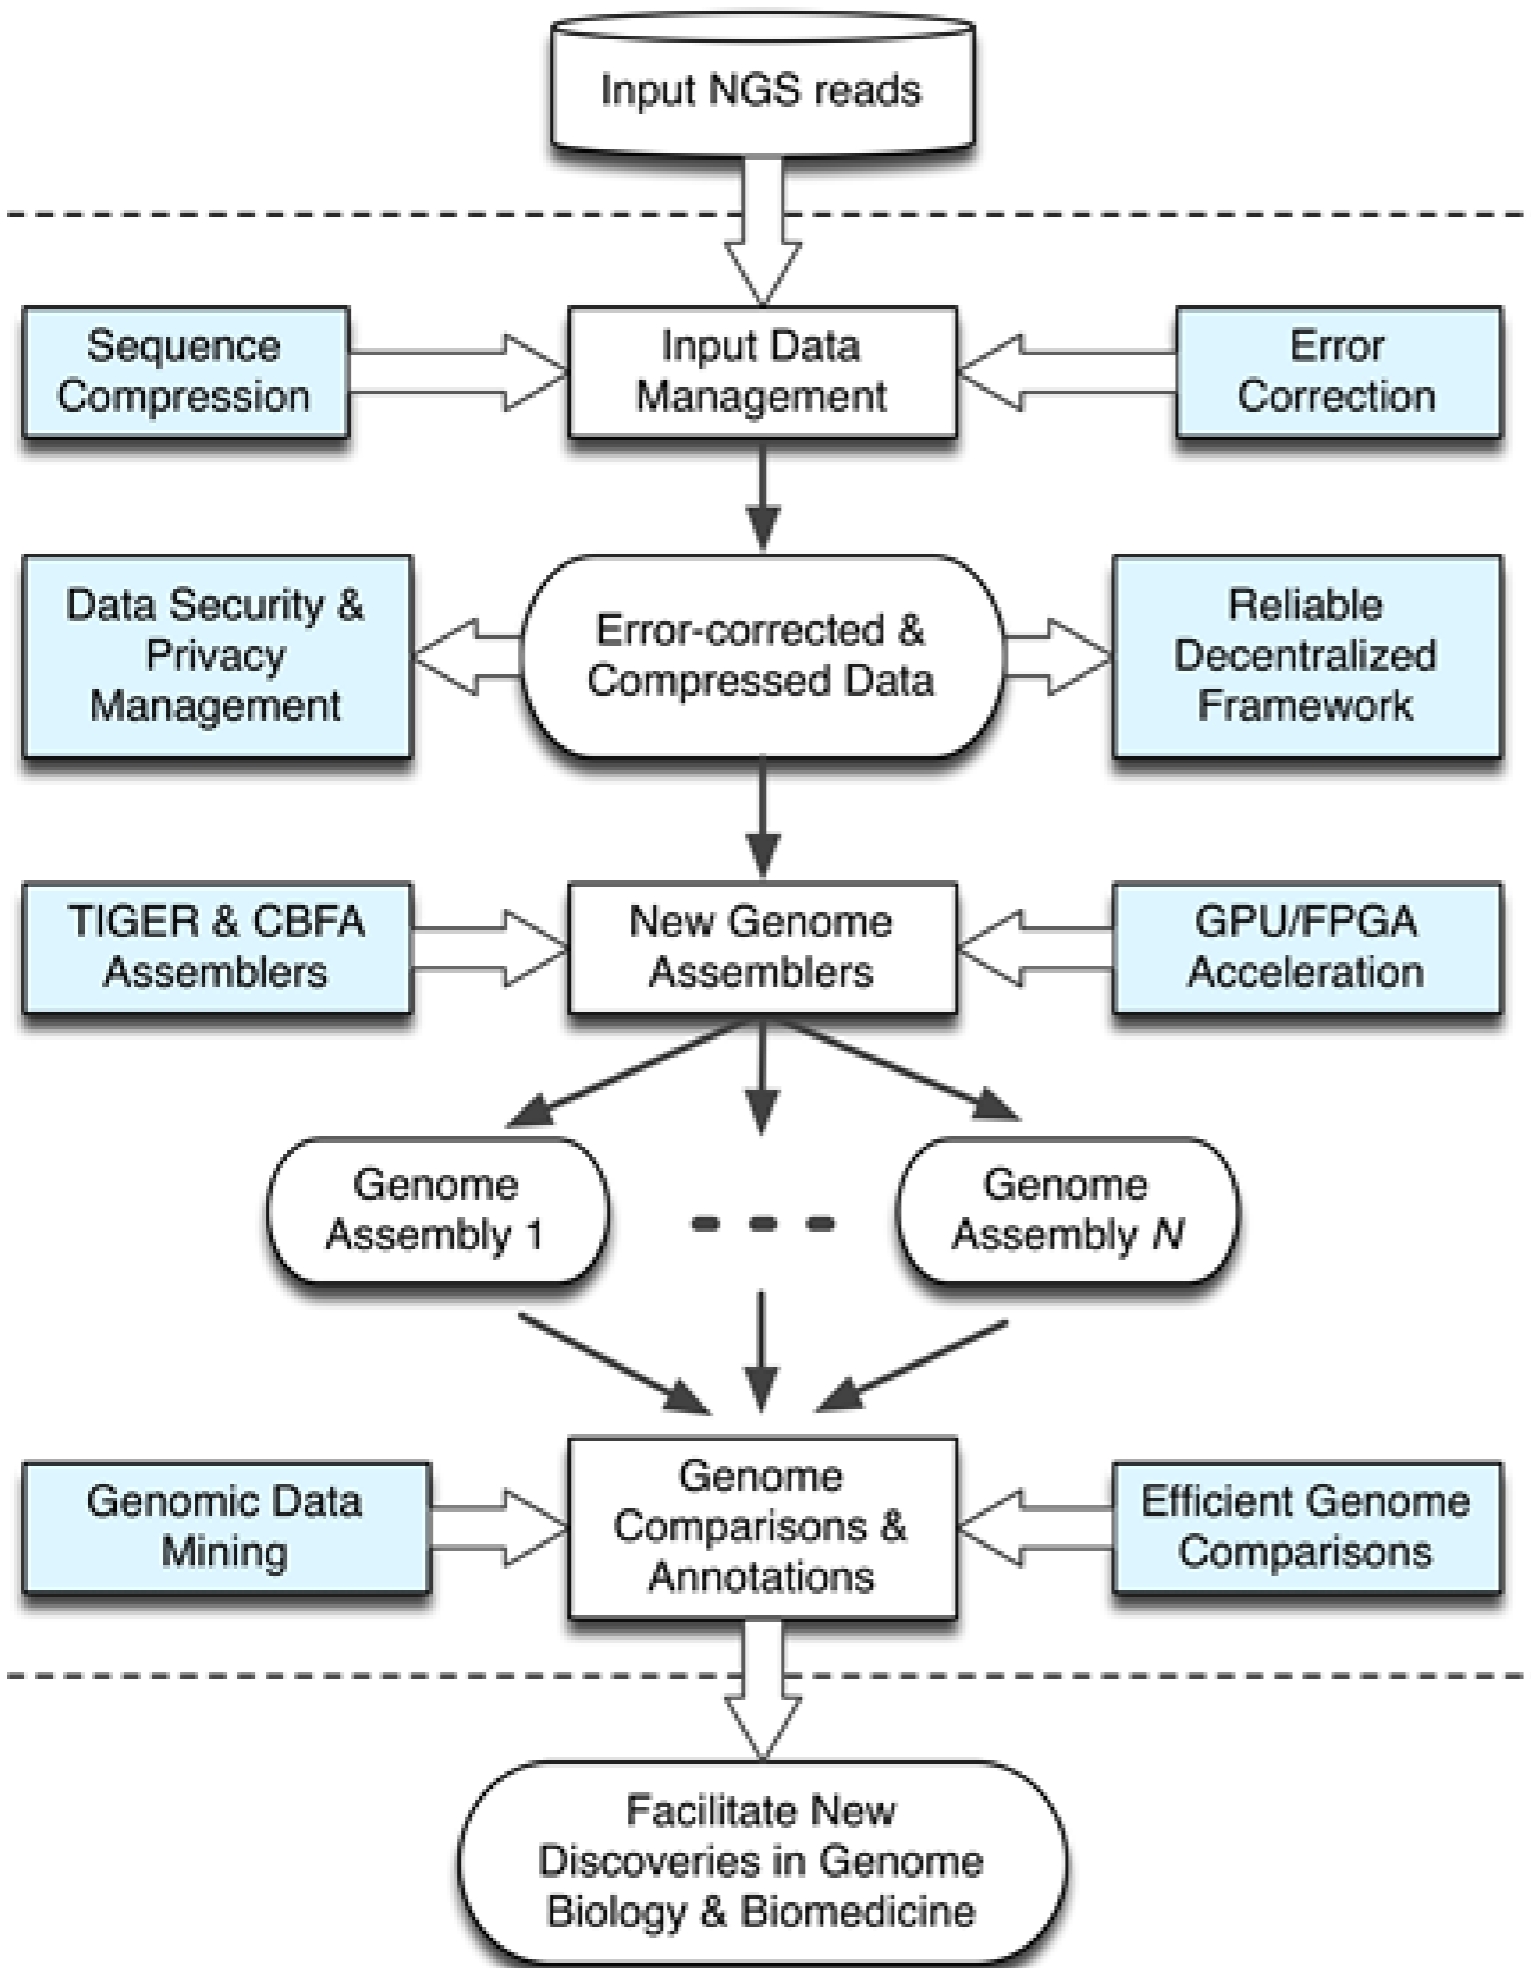 Input NGS reads
Sequence
Compression
Input Data
Management
Error
Correction
Data Security &
Privacy
Management
Error-corrected &
Compressed Data
Reliable
Decentralized
Framework
TIGER & CBFA
Assemblers
New Genome
Assemblers
GPU/FPGA
Acceleration
Genome
Assembly 1
Genome
Assembly N
Genomic Data
Mining
Genome
Comparisons &
Annotations
Efficient Genome
Comparisons
Facilitate New
Discoveries in Genome
Biology & Biomedicine